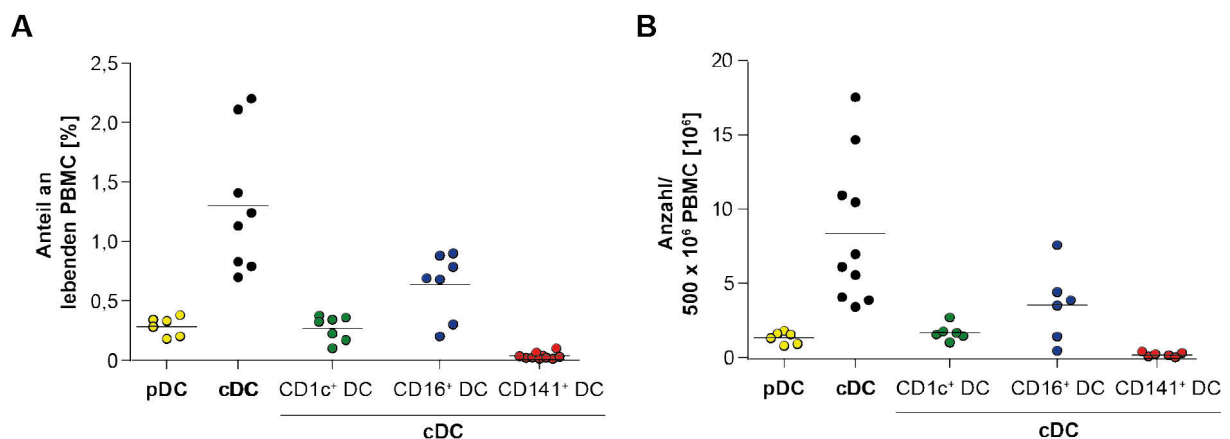 A
Anteil an
lebenden PBMC [%]
2,5
2,0
1,5
1,0
0,5
0
pDC
cDC
CD1c⁺ DC
CD16⁺ DC
CD141⁺ DC
cDC
B
Anzahl/
500 x 10⁶ PBMC [10⁶]
20
15
10
5
0
pDC
cDC
CD1c⁺ DC
CD16⁺ DC
CD141⁺ DC
cDC